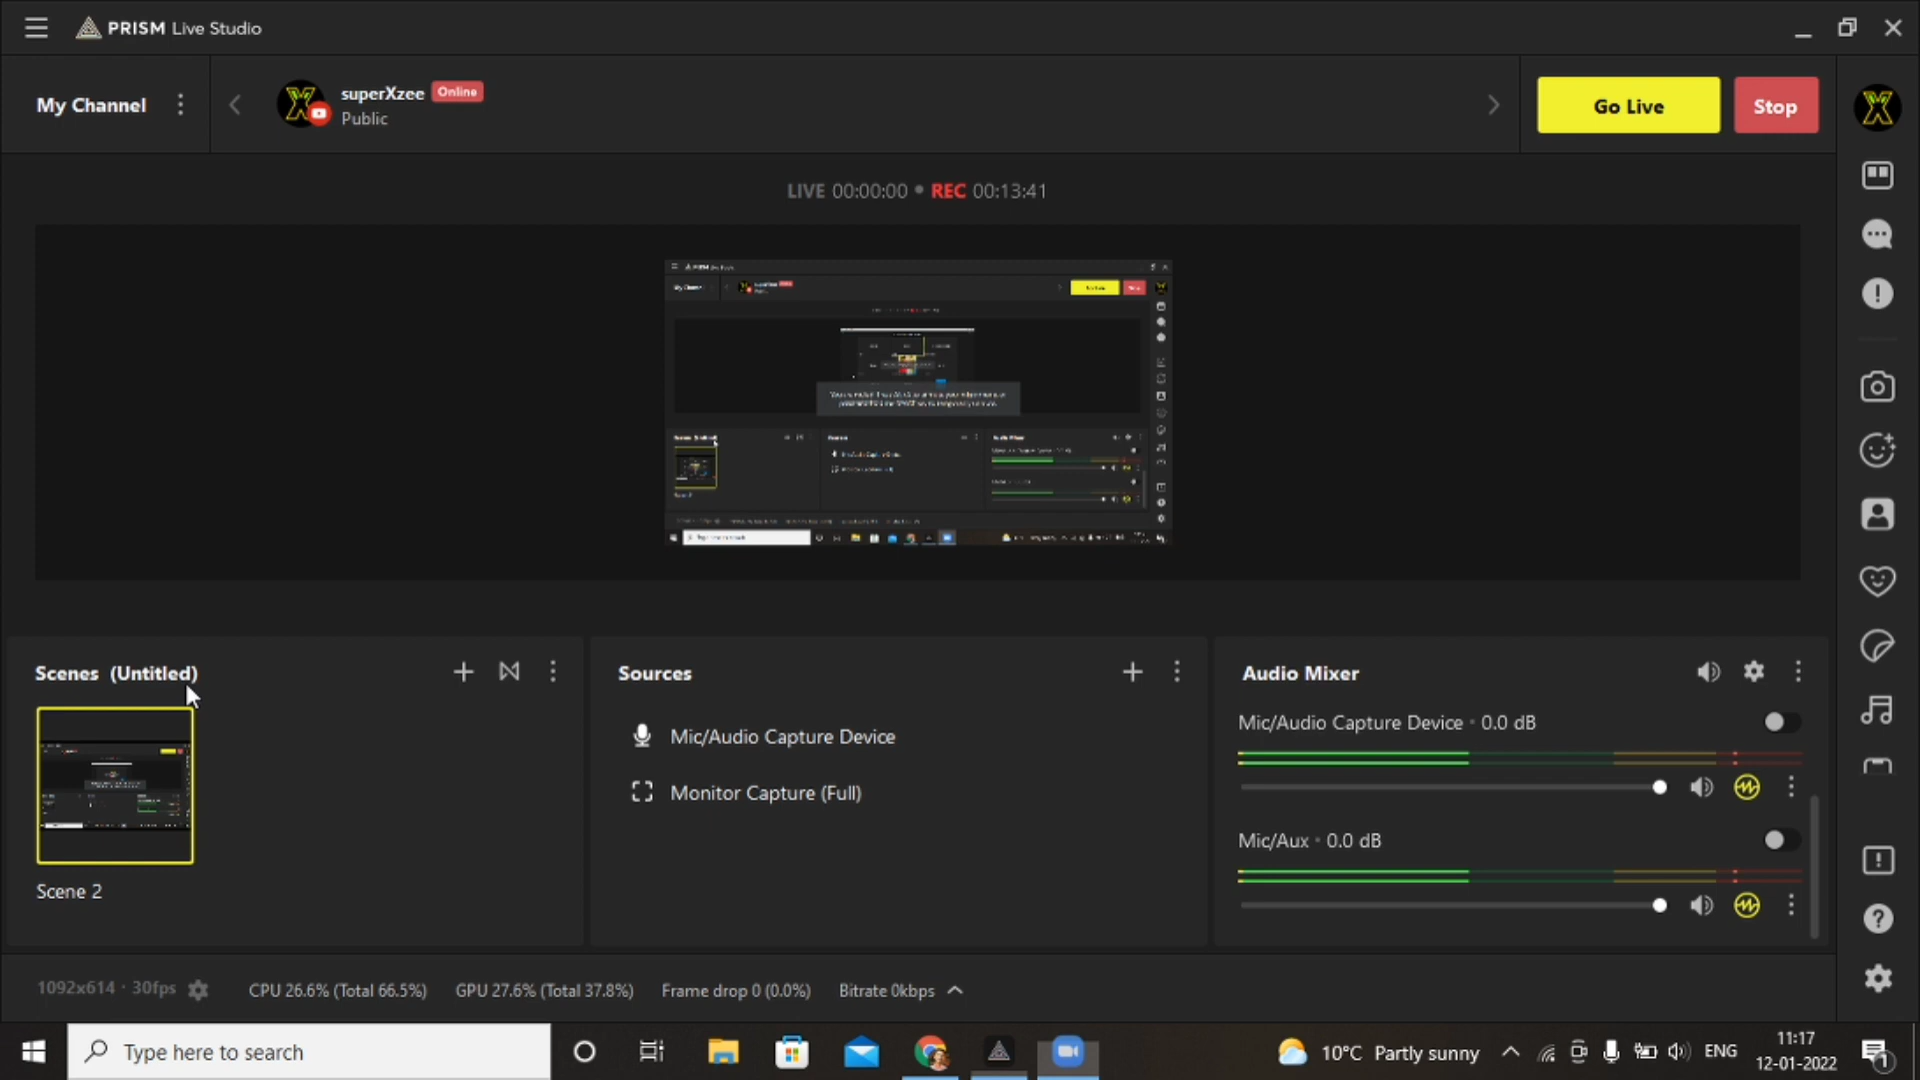 PRISM Live Studio
My Channel
superXzee Online
Public
Go Live
Stop
LIVE 00:00:00 • REC 00:13:41
Scenes (Untitled)
Scene 2
Sources
Mic/Audio Capture Device
Monitor Capture (Full)
Audio Mixer
Mic/Audio Capture Device • 0.0 dB
Mic/Aux • 0.0 dB
1092x614 • 30fps
CPU 26.6% (Total 66.5%)
GPU 27.6% (Total 37.8%)
Frame drop 0 (0.0%)
Bitrate 0kbps
Type here to search
10°C Partly sunny
ENG
11:17
12-01-2022
1